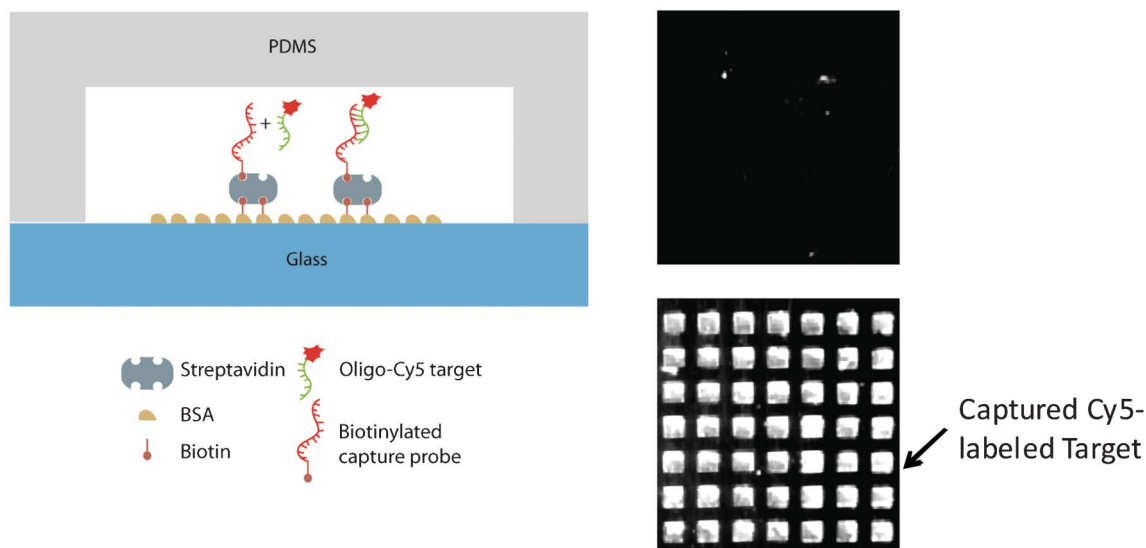 PDMS
+
Glass
Streptavidin
BSA
Biotin
Oligo-Cy5 target
Biotinylated
capture probe
Captured Cy5-
labeled Target